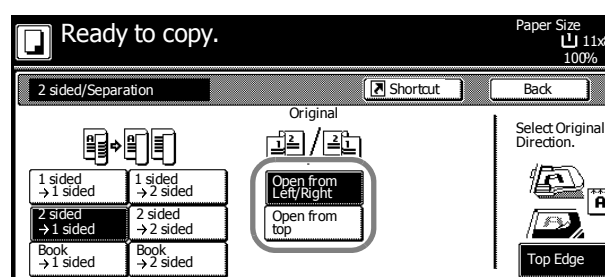 Ready to copy.
Paper Size
11x
100%
2 sided/Separation
Shortcut
Back
Original
Select Original
Direction.
1 sided
→1 sided
1 sided
→2 sided
2 sided
→1 sided
2 sided
→2 sided
Book
→1 sided
Book
→2 sided
Open from
Left/Right
Open from
top
Top Edge